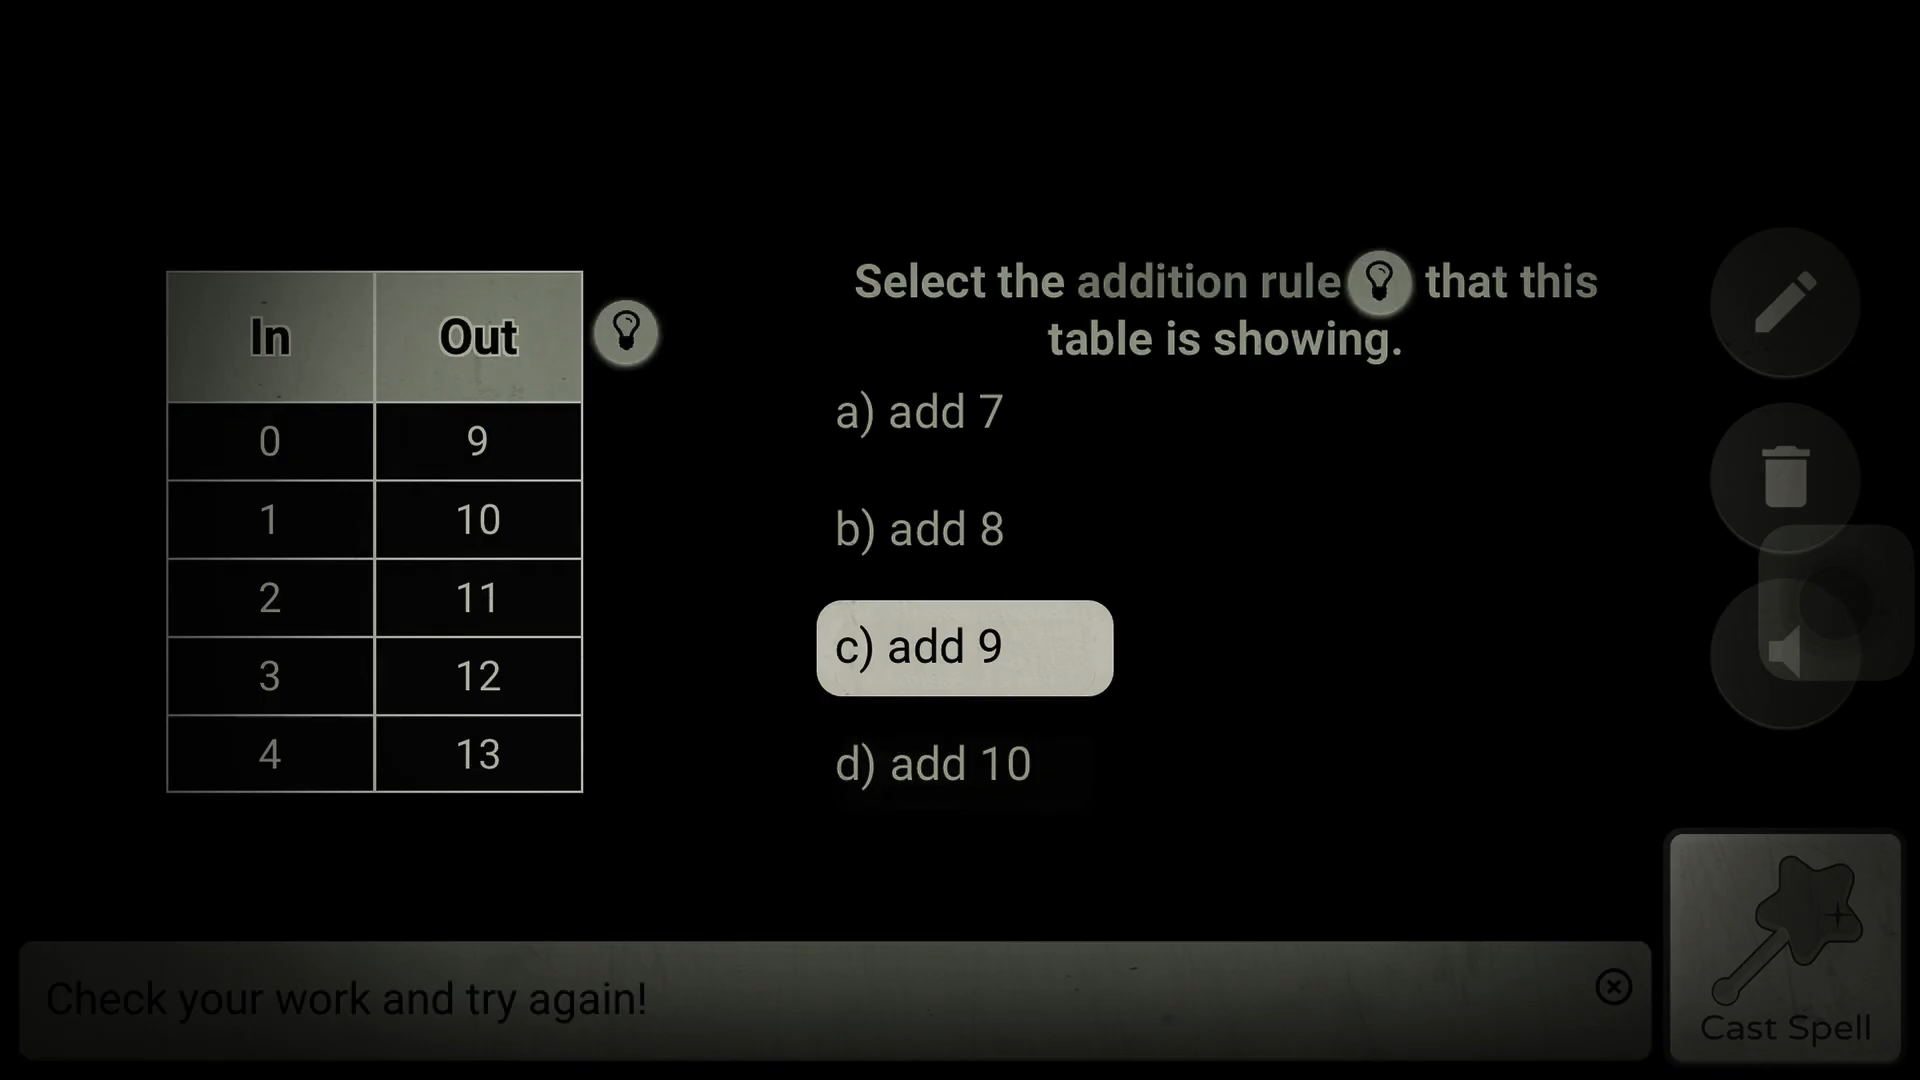 In Out
0 9
1 10
2 11
3 12
4 13
Select the addition rule that this
table is showing.
a) add 7
b) add 8
c) add 9
d) add 10
Check your work and try again!
Cast Spell